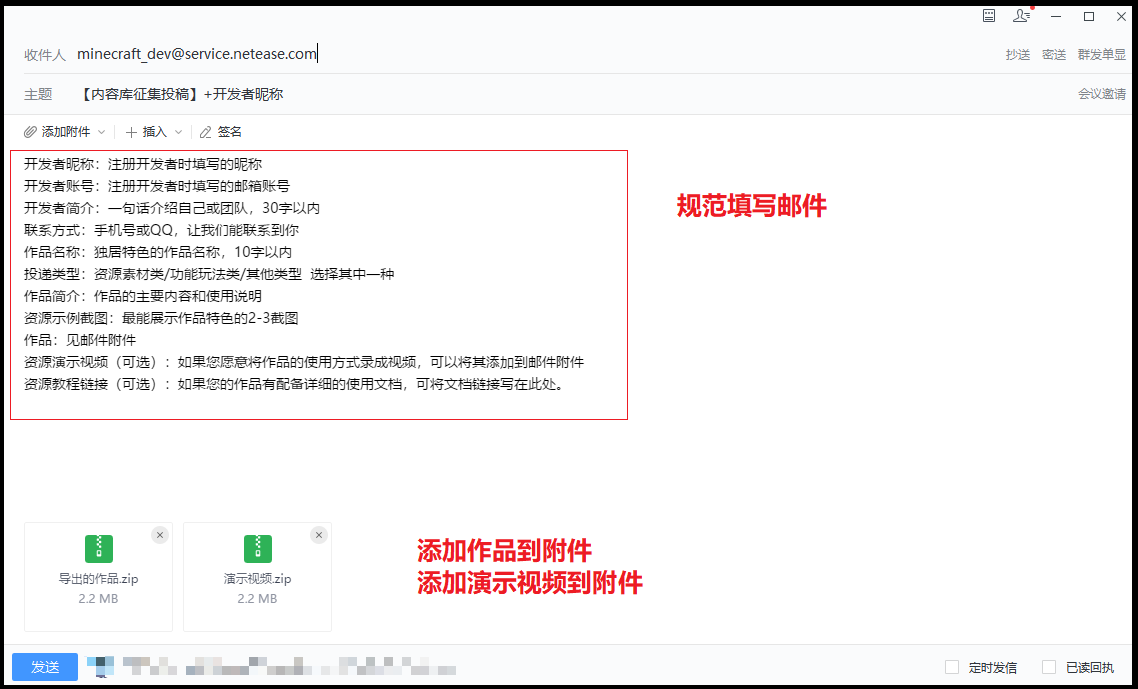 收件人 minecraft_dev@service.netease.com 抄送 密送 群发单显
主题 【内容库征集投稿】+开发者昵称 会议邀请
添加附件 插入 签名
开发者昵称：注册开发者时填写的昵称
开发者账号：注册开发者时填写的邮箱账号
开发者简介：一句话介绍自己或团队，30字以内
联系方式：手机号或QQ，让我们能联系到你
作品名称：独居特色的作品名称，10字以内
投递类型：资源素材类/功能玩法类/其他类型 选择其中一种
作品简介：作品的主要内容和使用说明
资源示例截图：最能展示作品特色的2-3截图
作品：见邮件附件
资源演示视频（可选）：如果您愿意将作品的使用方式录成视频，可以将其添加到邮件附件
资源教程链接（可选）：如果您的作品有配备详细的使用文档，可将文档链接写在此处。
规范填写邮件
导出的作品.zip
2.2 MB
演示视频.zip
2.2 MB
添加作品到附件
添加演示视频到附件
发送 定时发信 已读回执